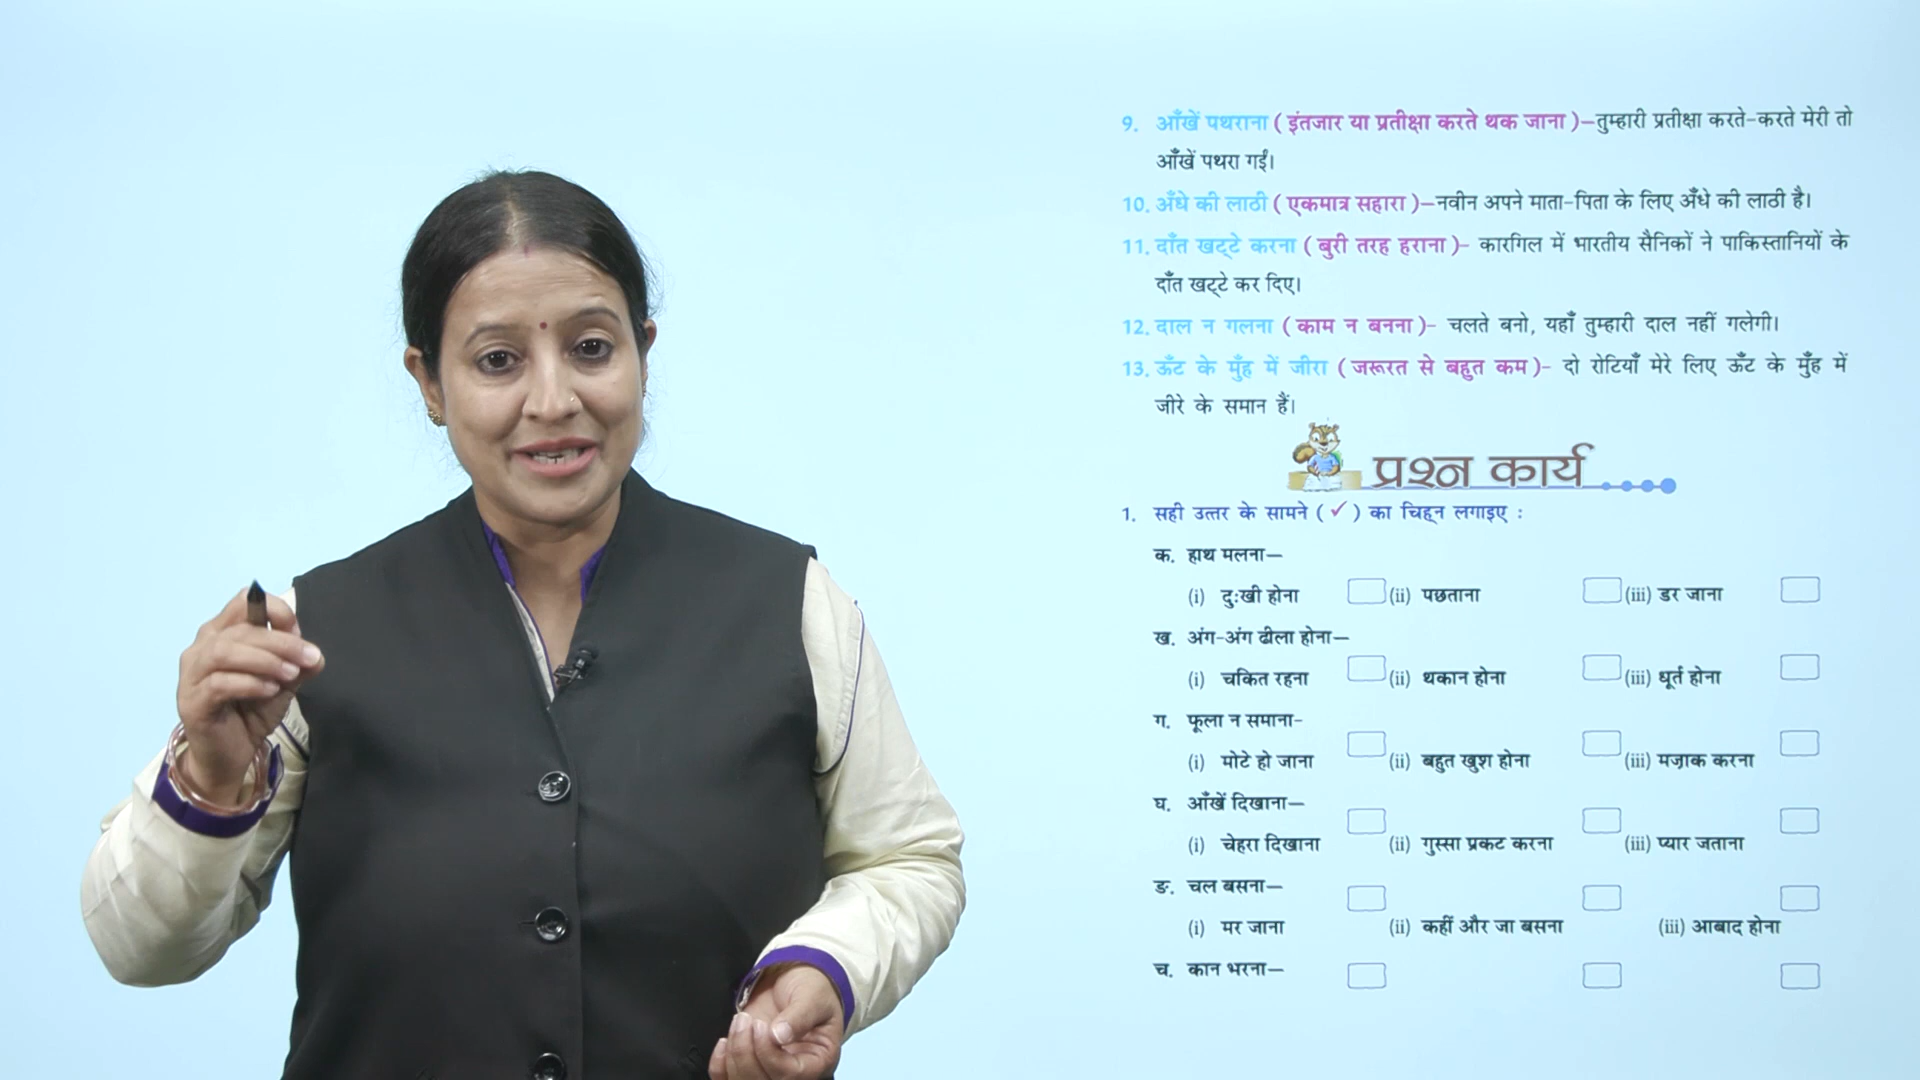 9. आँखें पथराना ( इंतजार या प्रतीक्षा करते थक जाना )—तुम्हारी प्रतीक्षा करते-करते मेरी तो
आँखें पथरा गईं।
10. अँधे की लाठी ( एकमात्र सहारा )—नवीन अपने माता-पिता के लिए अँधे की लाठी है।
11. दाँत खट्टे करना ( बुरी तरह हराना )- कारगिल में भारतीय सैनिकों ने पाकिस्तानियों के
दाँत खट्टे कर दिए।
12. दाल न गलना ( काम न बनना )- चलते बनो, यहाँ तुम्हारी दाल नहीं गलेगी।
13. ऊँट के मुँह में जीरा ( जरूरत से बहुत कम )- दो रोटियाँ मेरे लिए ऊँट के मुँह में
जीरे के समान हैं।
प्रश्न कार्य
1. सही उत्तर के सामने ( ✓ ) का चिह्न लगाइए :
क. हाथ मलना—
(i) दुःखी होना (ii) पछताना (iii) डर जाना
ख. अंग-अंग ढीला होना—
(i) चकित रहना (ii) थकान होना (iii) धूर्त होना
ग. फूला न समाना-
(i) मोटे हो जाना (ii) बहुत खुश होना (iii) मज़ाक करना
घ. आँखें दिखाना—
(i) चेहरा दिखाना (ii) गुस्सा प्रकट करना (iii) प्यार जताना
ङ. चल बसना—
(i) मर जाना (ii) कहीं और जा बसना (iii) आबाद होना
च. कान भरना—